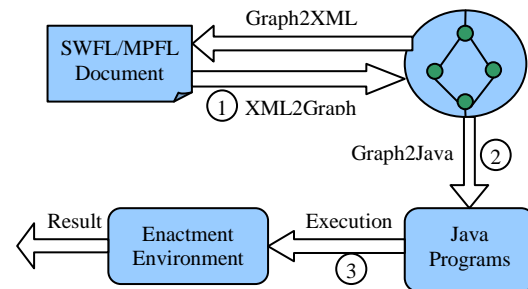 Graph2XML
SWFL/MPFL
Document
1 XML2Graph
Graph2Java 2
Result
Enactment
Environment
Execution
3
Java
Programs